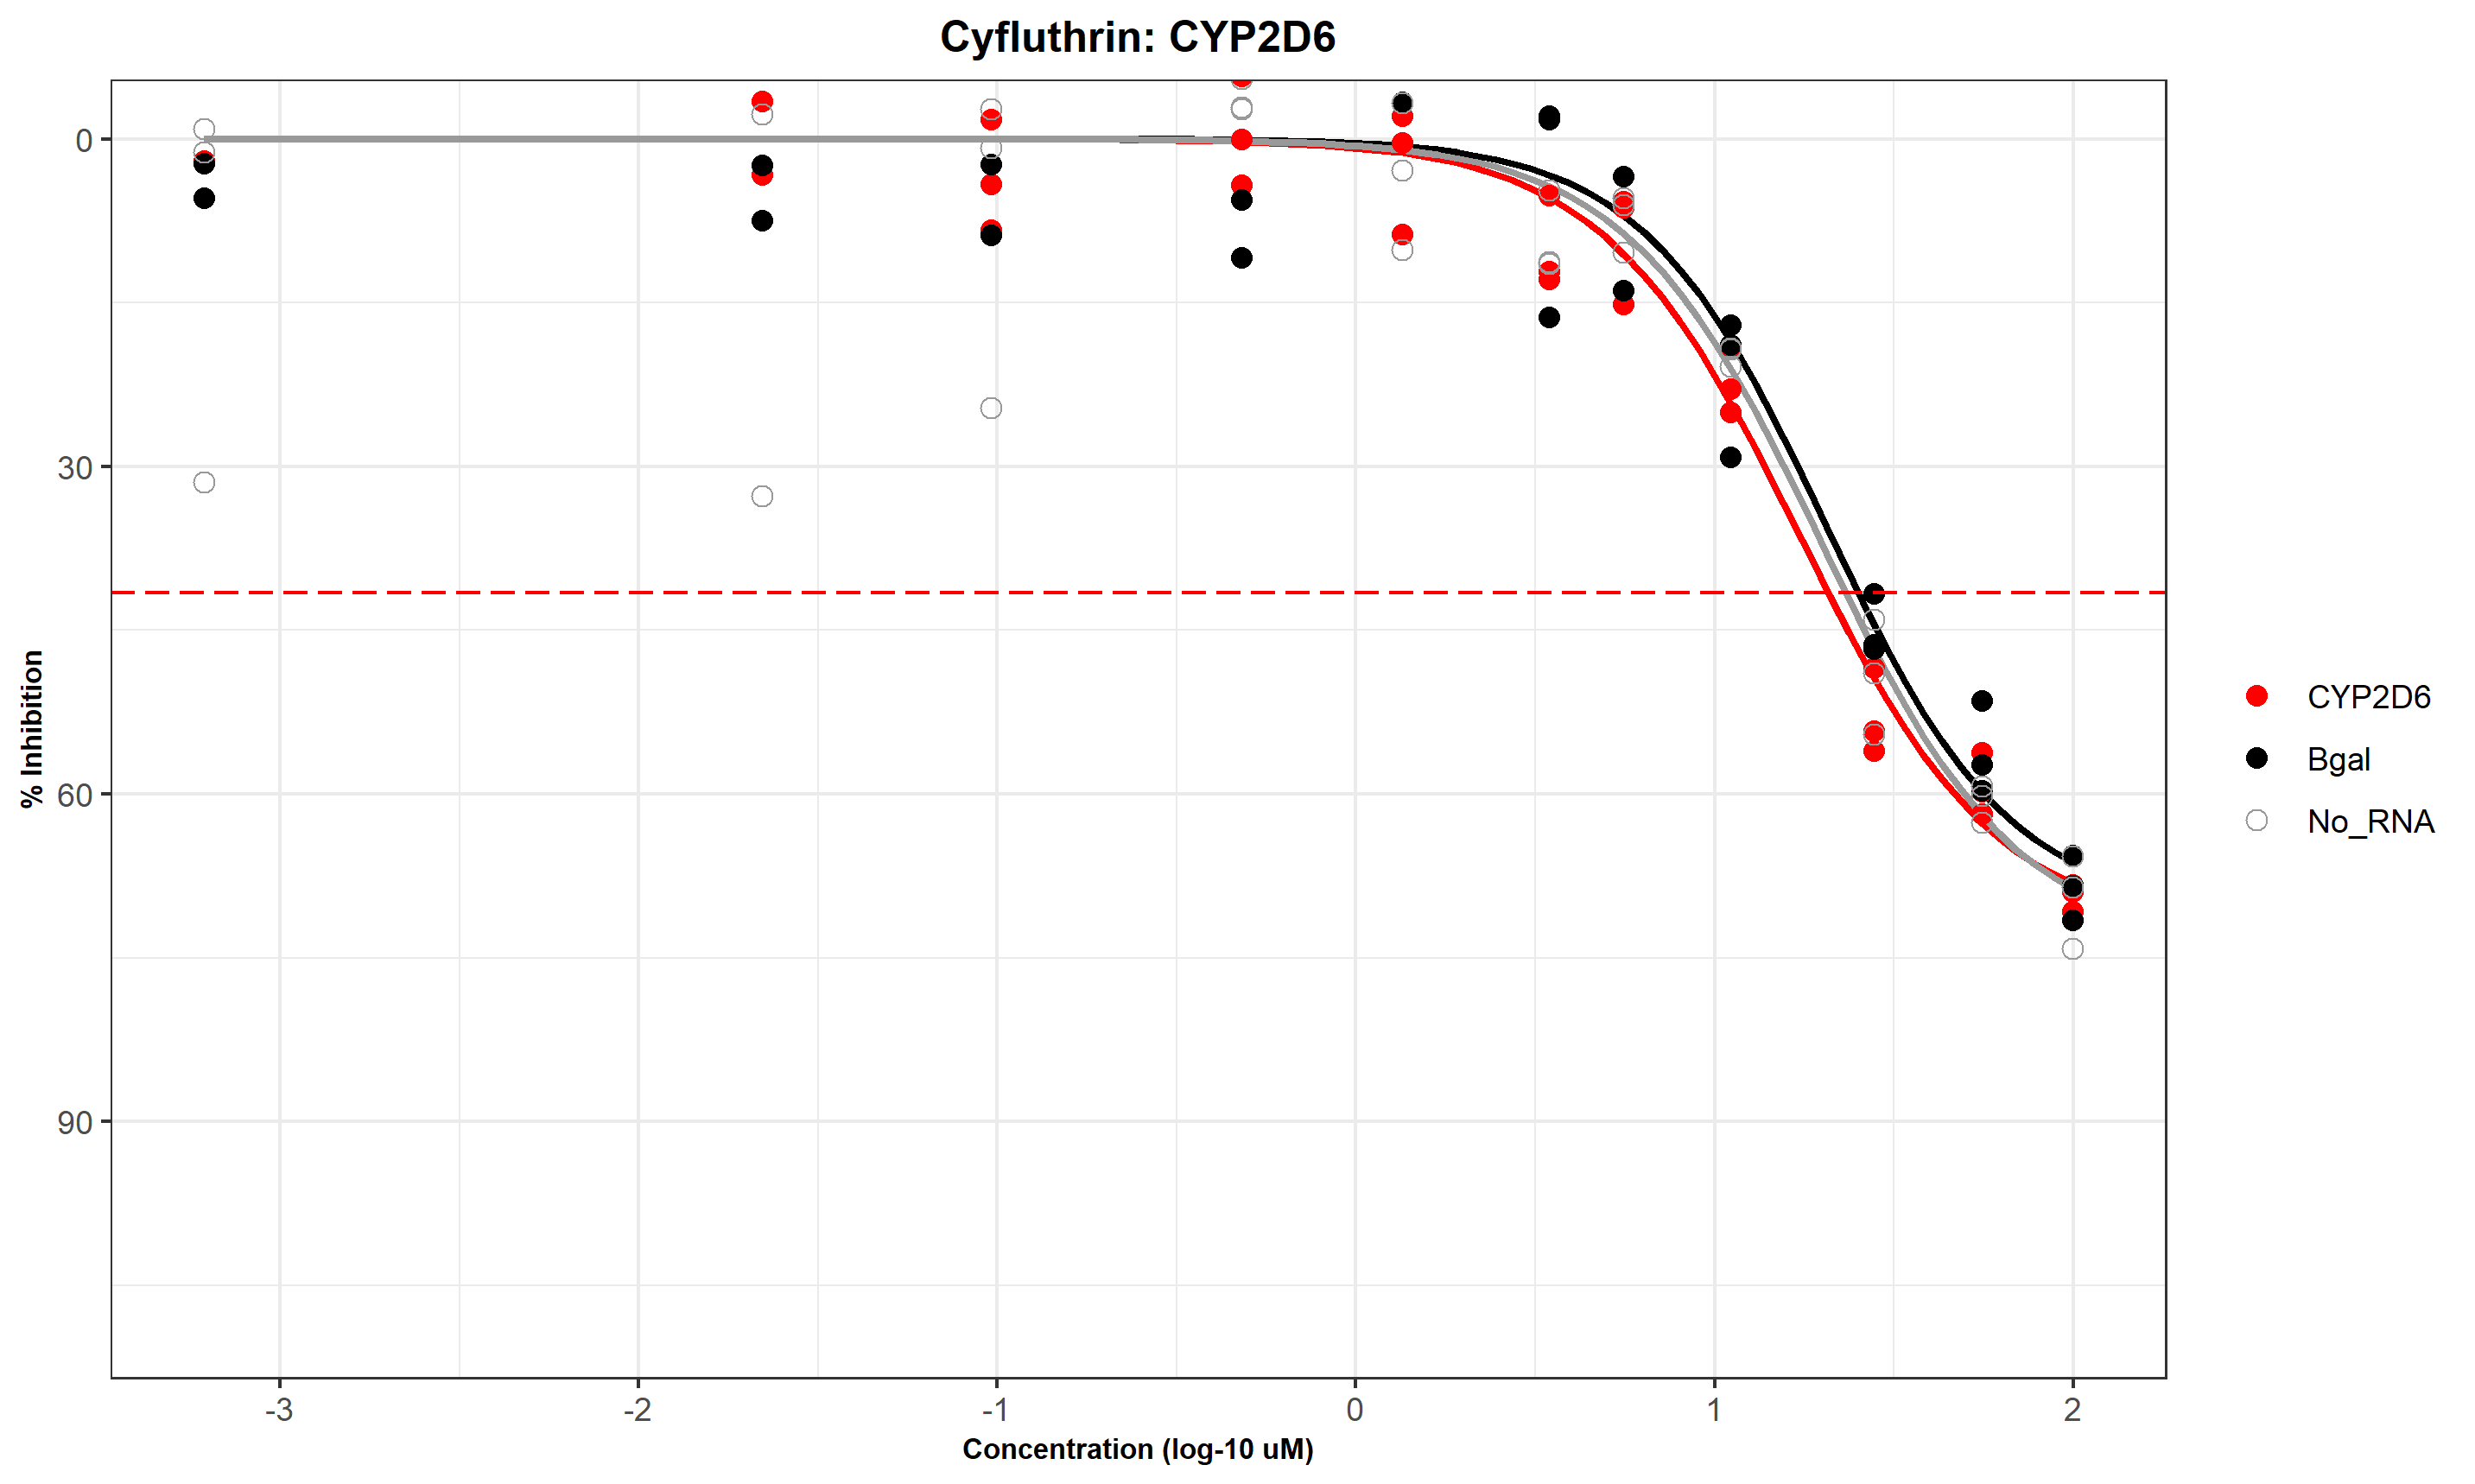 Cyfluthrin: CYP2D6
% Inhibition
0
30
60
90
-3
-2
-1
0
1
2
Concentration (log-10 uM)
CYP2D6
Bgal
No_RNA